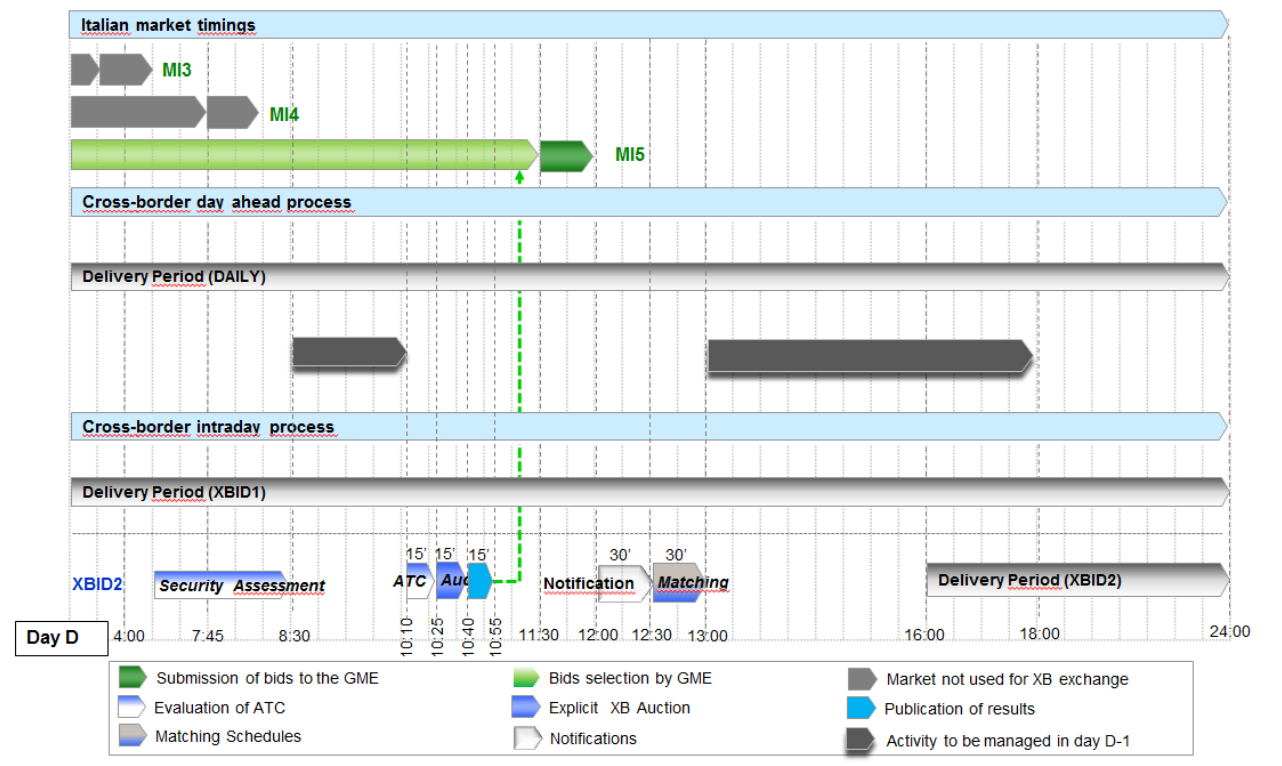 Italian market timings
MI3
MI4
MI5
Cross-border day ahead process
Delivery Period (DAILY)
Cross-border intraday process
Delivery Period (XBID1)
15' 15' 15' 30' 30'
XBID2 Security Assessment ATC Auc Notification Matching Delivery Period (XBID2)
Day D 4:00 7:45 8:30 10:10 10:25 10:40 10:55 11:30 12:00 12:30 13:00 16:00 18:00 24:00
Submission of bids to the GME Bids selection by GME Market not used for XB exchange
Evaluation of ATC Explicit XB Auction Publication of results
Matching Schedules Notifications Activity to be managed in day D-1